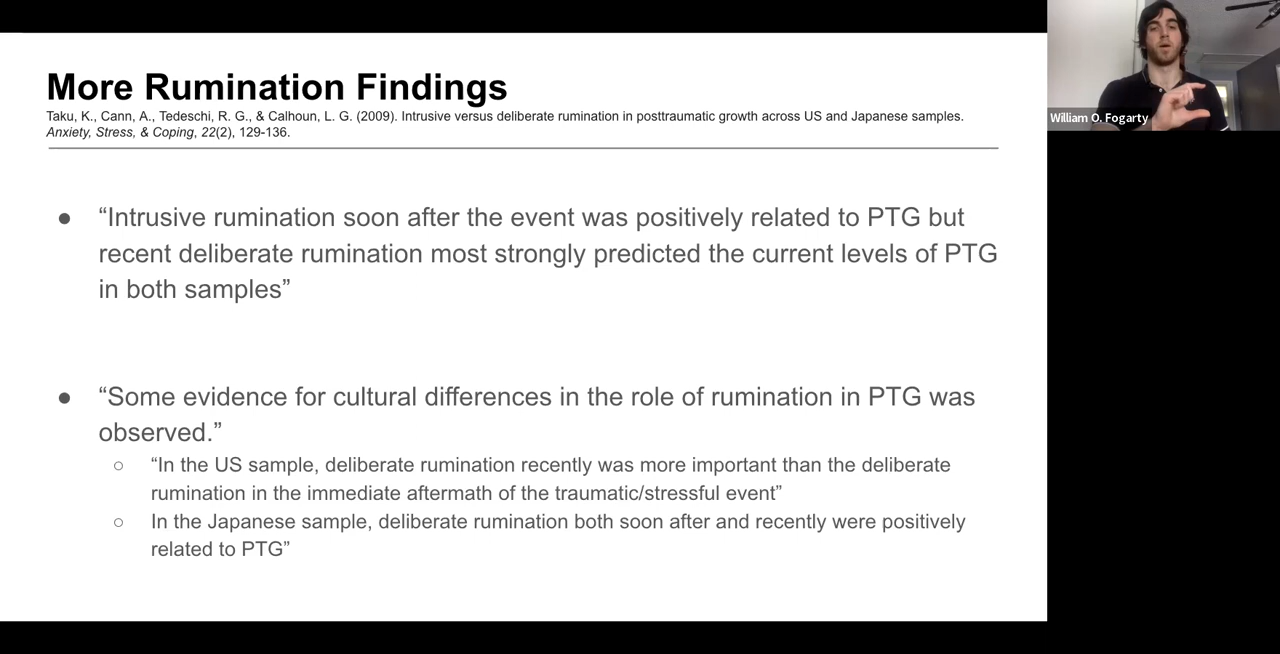 More Rumination Findings
Taku, K., Cann, A., Tedeschi, R. G., & Calhoun, L. G. (2009). Intrusive versus deliberate rumination in posttraumatic growth across US and Japanese samples.
Anxiety, Stress, & Coping, 22(2), 129-136.
● “Intrusive rumination soon after the event was positively related to PTG but
recent deliberate rumination most strongly predicted the current levels of PTG
in both samples”
● “Some evidence for cultural differences in the role of rumination in PTG was
observed.”
○ “In the US sample, deliberate rumination recently was more important than the deliberate
rumination in the immediate aftermath of the traumatic/stressful event”
○ In the Japanese sample, deliberate rumination both soon after and recently were positively
related to PTG”
William O. Fogarty